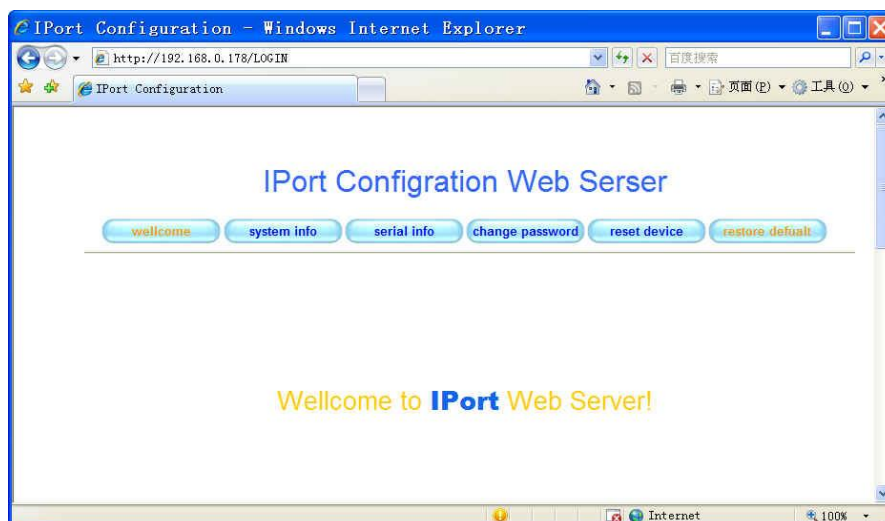 IPort Configuration - Windows Internet Explorer
http://192.168.0.178/LOGIN
百度搜索
IPort Configuration
页面(P)
工具(O)
IPort Configration Web Serser
wellcome
system info
serial info
change password
reset device
restore defualt
Wellcome to IPort Web Server!
Internet
100%